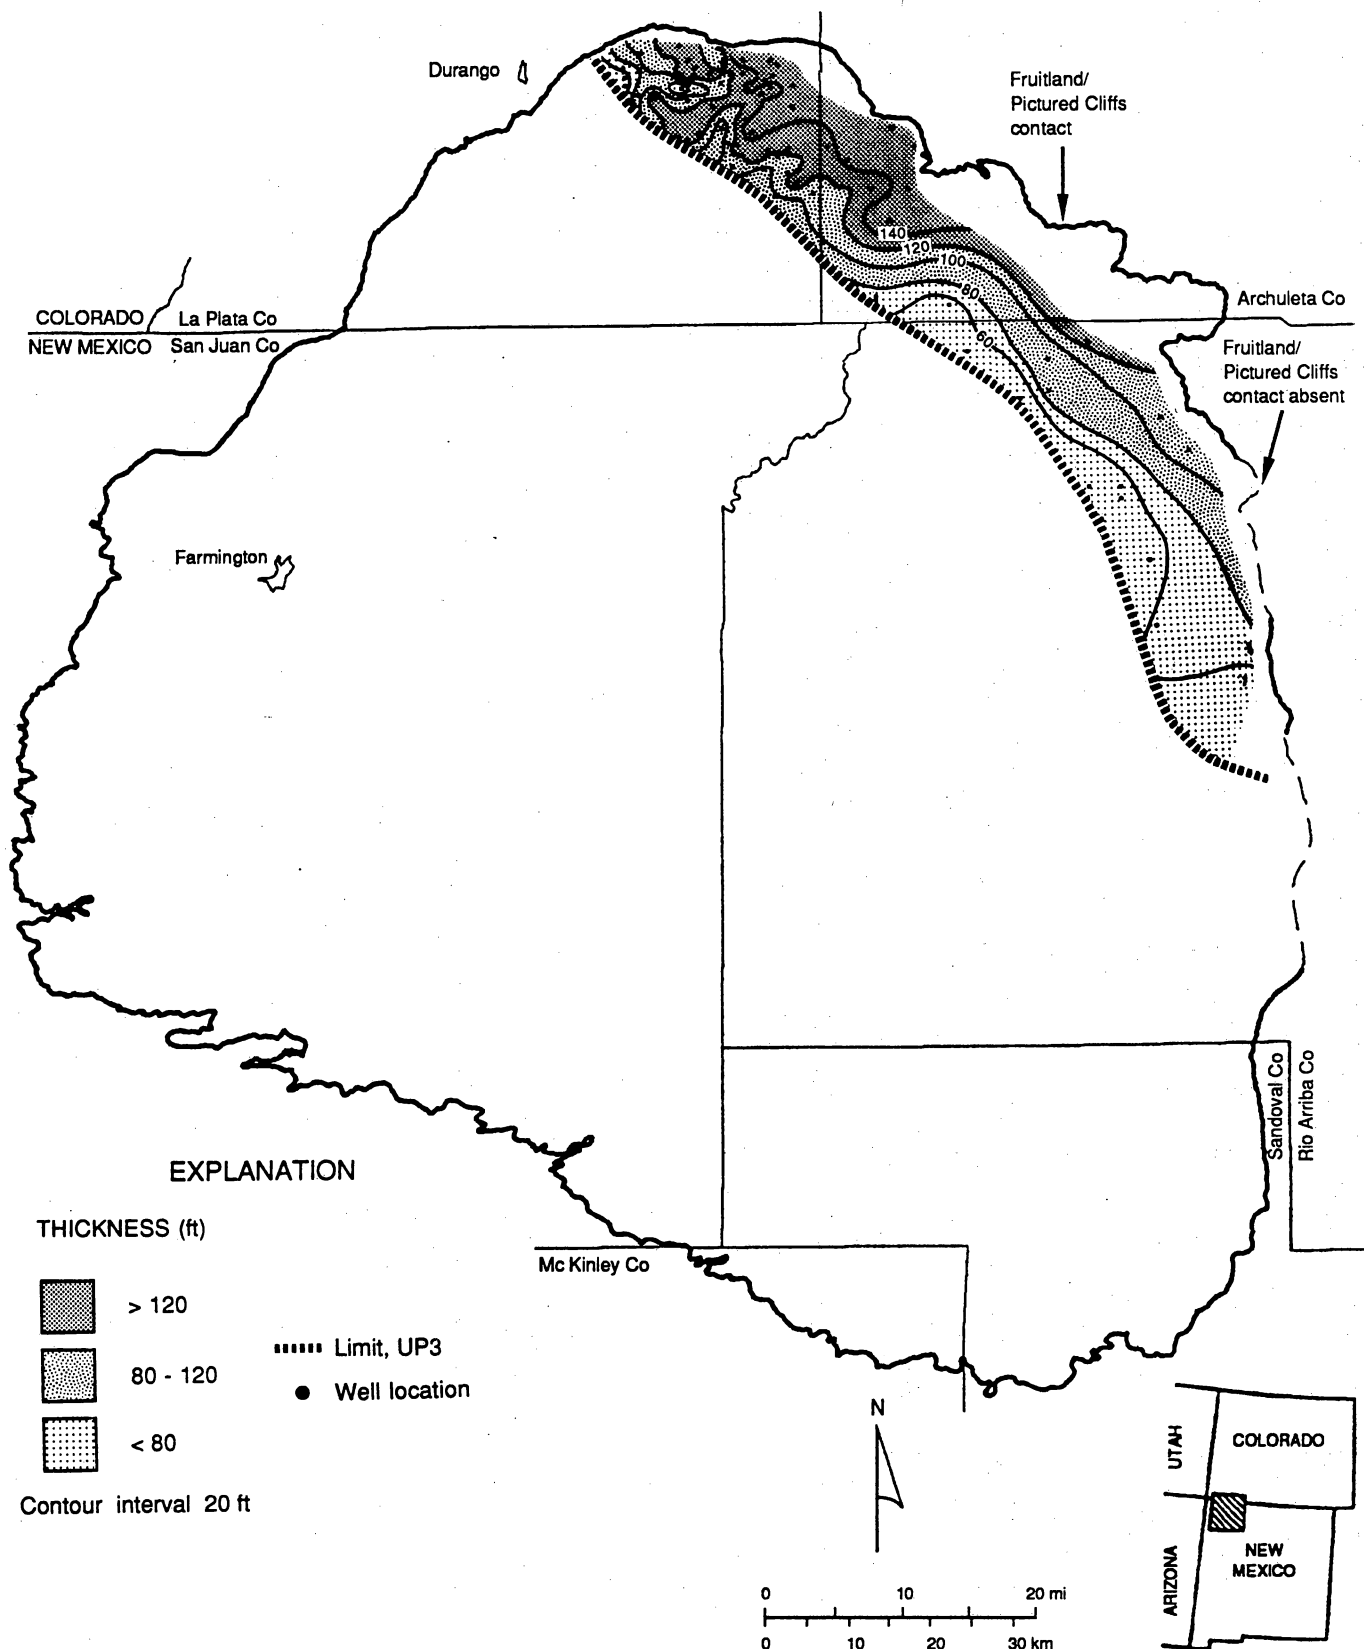 Durango
Fruitland/
Pictured Cliffs
contact
140
120
100
80
60
COLORADO
La Plata Co
Archuleta Co
NEW MEXICO
San Juan Co
Fruitland/
Pictured Cliffs
contact absent
Farmington
Sandoval Co
Rio Arriba Co
Mc Kinley Co
EXPLANATION
THICKNESS (ft)
> 120
80 - 120
< 80
Limit, UP3
Well location
Contour interval 20 ft
N
UTAH
COLORADO
ARIZONA
NEW
MEXICO
0 10 20 mi
0 10 20 30 km